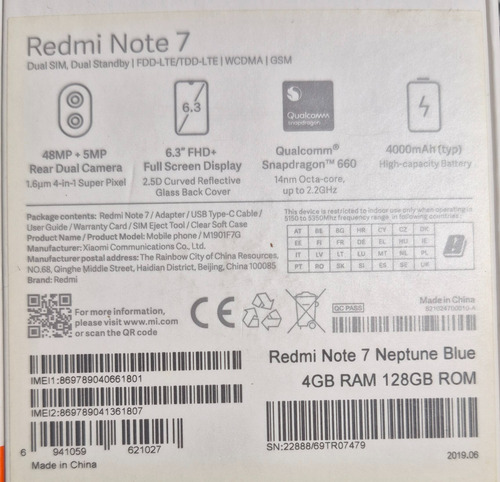 Redmi Note 7
Dual SIM, Dual Standby | FDD-LTE/TDD-LTE | WCDMA | GSM
6.3
Qualcomm
snapdragon
48MP + 5MP
Rear Dual Camera
1.6μm 4-in-1 Super Pixel
6.3" FHD+
Full Screen Display
2.5D Curved Reflective
Glass Back Cover
Qualcomm®
Snapdragon™ 660
14nm Octa-core,
up to 2.2GHz
4000mAh(typ)
High-capacity Battery
Package contents: Redmi Note 7 / Adapter / USB Type-C Cable /
User Guide / Warranty Card / SIM Eject Tool / Clear Soft Case
Product Name / Product Model: Mobile phone / M1901F7G
Manufacturer: Xiaomi Communications Co., Ltd.
Manufacturer postal address: The Rainbow City of China Resources,
NO.68, Qinghe Middle Street, Haidian District, Beijing, China 100085
Brand: Redmi
This device is restricted to indoor use only when operating in
5150 to 5350Mhz frequency range in following countries:
AT BE BG HR CY CZ DK
EE FI FR DE EL HU IE
IT LV LT LU MT NL PL
PT RO SK SI ES SE UK
For more information,
please visit www.mi.com
or scan the QR code
CE
QC PASS
Made in China
Redmi Note 7 Neptune Blue
4GB RAM 128GB ROM
IMEI1:869789040661801
IMEI2:869789041361807
6 941059 621027
Made in China
SN:22888/69TR07479
2019.06